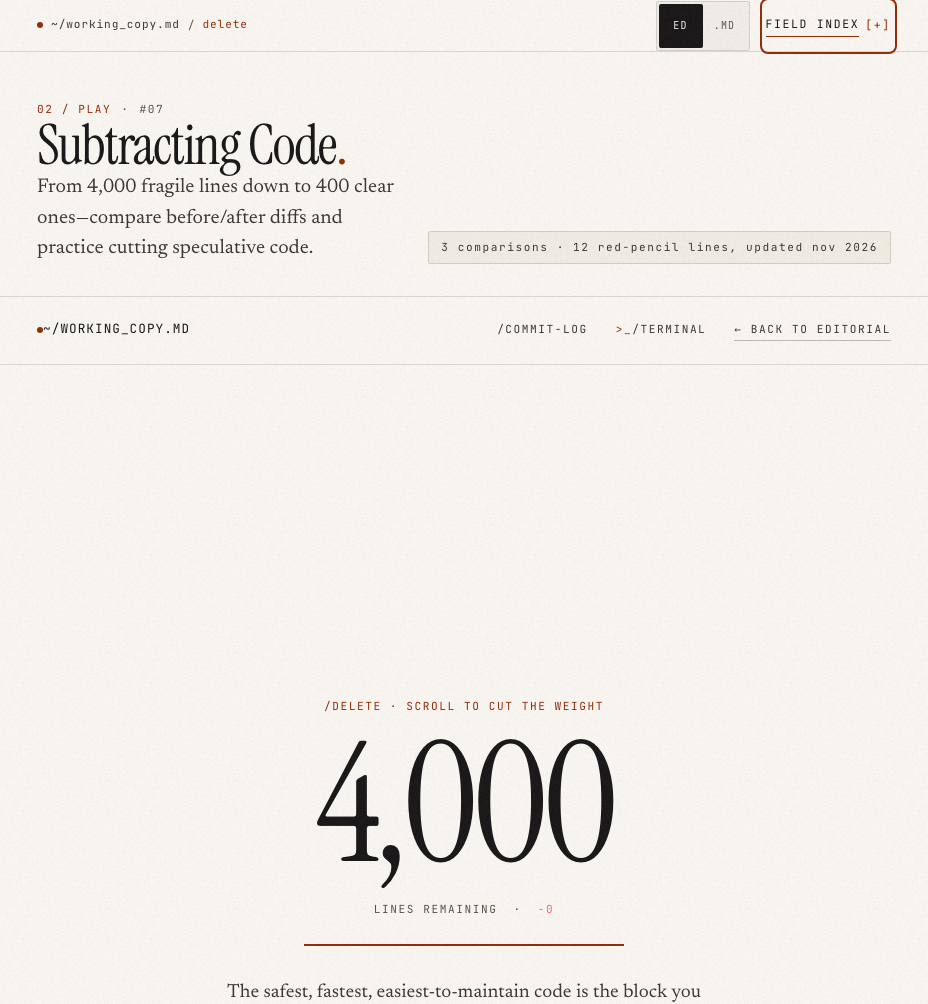 ~/working_copy.md / delete
ED .MD FIELD INDEX [+]
02 / PLAY · #07
Subtracting Code.
From 4,000 fragile lines down to 400 clear
ones—compare before/after diffs and
practice cutting speculative code.
3 comparisons · 12 red-pencil lines, updated nov 2026
~/WORKING_COPY.MD
/COMMIT-LOG >_/TERMINAL ← BACK TO EDITORIAL
/DELETE · SCROLL TO CUT THE WEIGHT
4,000
LINES REMAINING · -0
The safest, fastest, easiest-to-maintain code is the block you